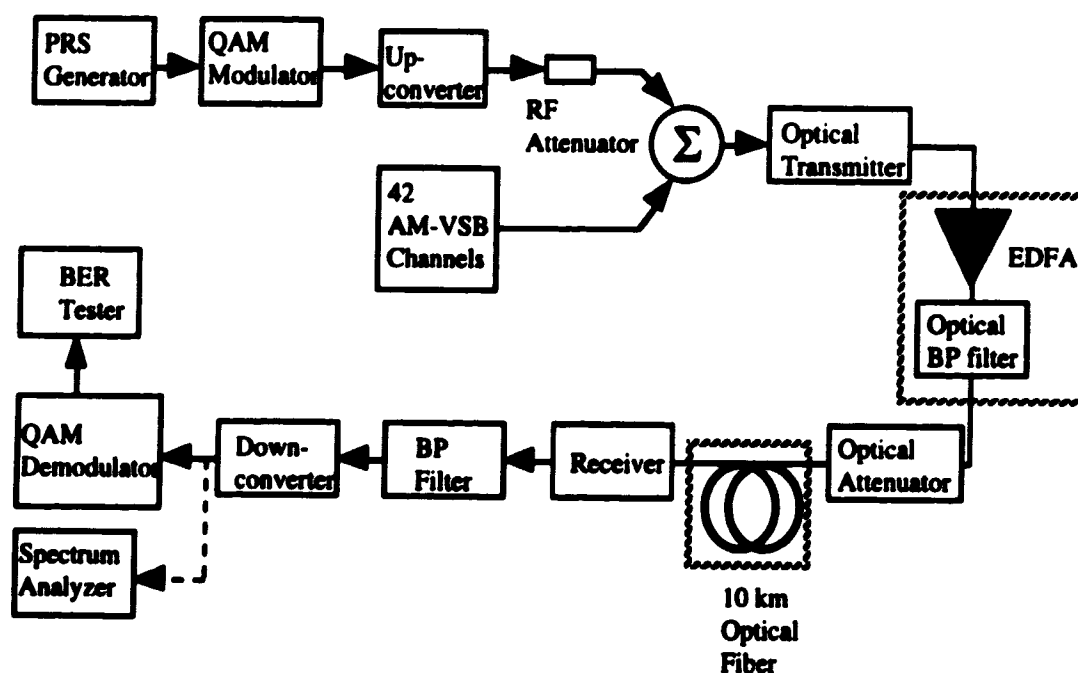 PRS
Generator
QAM
Modulator
Up-
converter
RF
Attenuator
Σ
Optical
Transmitter
42
AM-VSB
Channels
EDFA
Optical
BP filter
BER
Tester
QAM
Demodulator
Down-
converter
BP
Filter
Receiver
Optical
Attenuator
Spectrum
Analyzer
10 km
Optical
Fiber